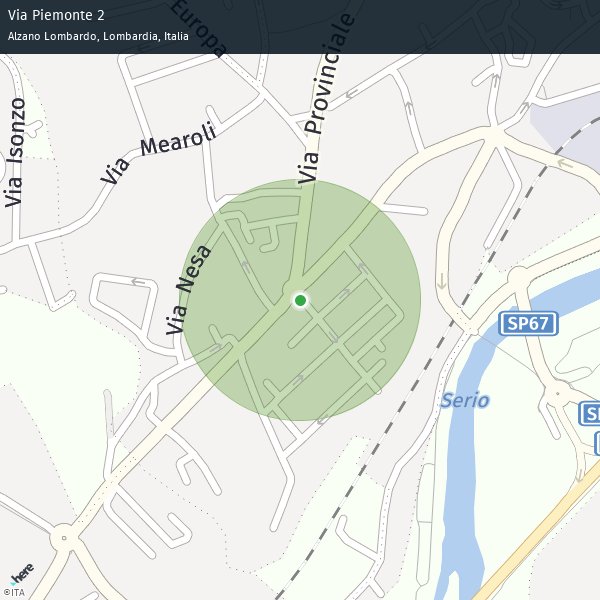 Via Piemonte 2
Alzano Lombardo, Lombardia, Italia
Europa
Via Provinciale
Via Isonzo
Via Mearoli
Via Nesa
SP67
Serio
here
©ITA